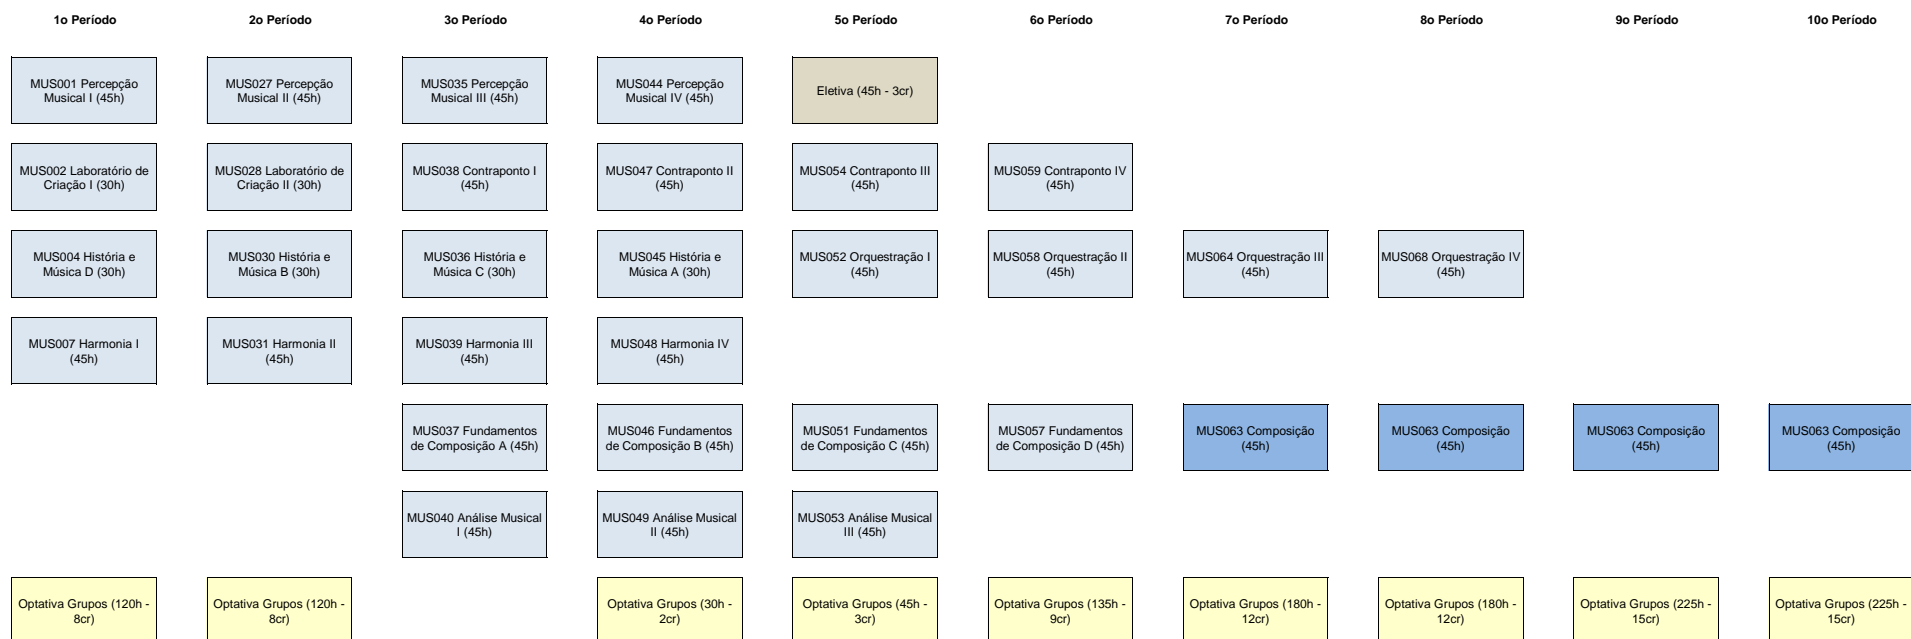 1o Período
2o Período
3o Período
4o Período
5o Período
6o Período
7o Período
8o Período
9o Período
10o Período
MUS001 Percepção
Musical I (45h)
MUS027 Percepção
Musical II (45h)
MUS035 Percepção
Musical III (45h)
MUS044 Percepção
Musical IV (45h)
Eletiva (45h - 3cr)
MUS002 Laboratório de
Criação I (30h)
MUS028 Laboratório de
Criação II (30h)
MUS038 Contraponto I
(45h)
MUS047 Contraponto II
(45h)
MUS054 Contraponto III
(45h)
MUS059 Contraponto IV
(45h)
MUS004 História e
Música D (30h)
MUS030 História e
Música B (30h)
MUS036 História e
Música C (30h)
MUS045 História e
Música A (30h)
MUS052 Orquestração I
(45h)
MUS058 Orquestração II
(45h)
MUS064 Orquestração III
(45h)
MUS068 Orquestração IV
(45h)
MUS007 Harmonia I
(45h)
MUS031 Harmonia II
(45h)
MUS039 Harmonia III
(45h)
MUS048 Harmonia IV
(45h)
MUS037 Fundamentos
de Composição A (45h)
MUS046 Fundamentos
de Composição B (45h)
MUS051 Fundamentos
de Composição C (45h)
MUS057 Fundamentos
de Composição D (45h)
MUS063 Composição
(45h)
MUS063 Composição
(45h)
MUS063 Composição
(45h)
MUS063 Composição
(45h)
MUS040 Análise Musical
I (45h)
MUS049 Análise Musical
II (45h)
MUS053 Análise Musical
III (45h)
Optativa Grupos (120h -
8cr)
Optativa Grupos (120h -
8cr)
Optativa Grupos (30h -
2cr)
Optativa Grupos (45h -
3cr)
Optativa Grupos (135h -
9cr)
Optativa Grupos (180h -
12cr)
Optativa Grupos (180h -
12cr)
Optativa Grupos (225h -
15cr)
Optativa Grupos (225h -
15cr)